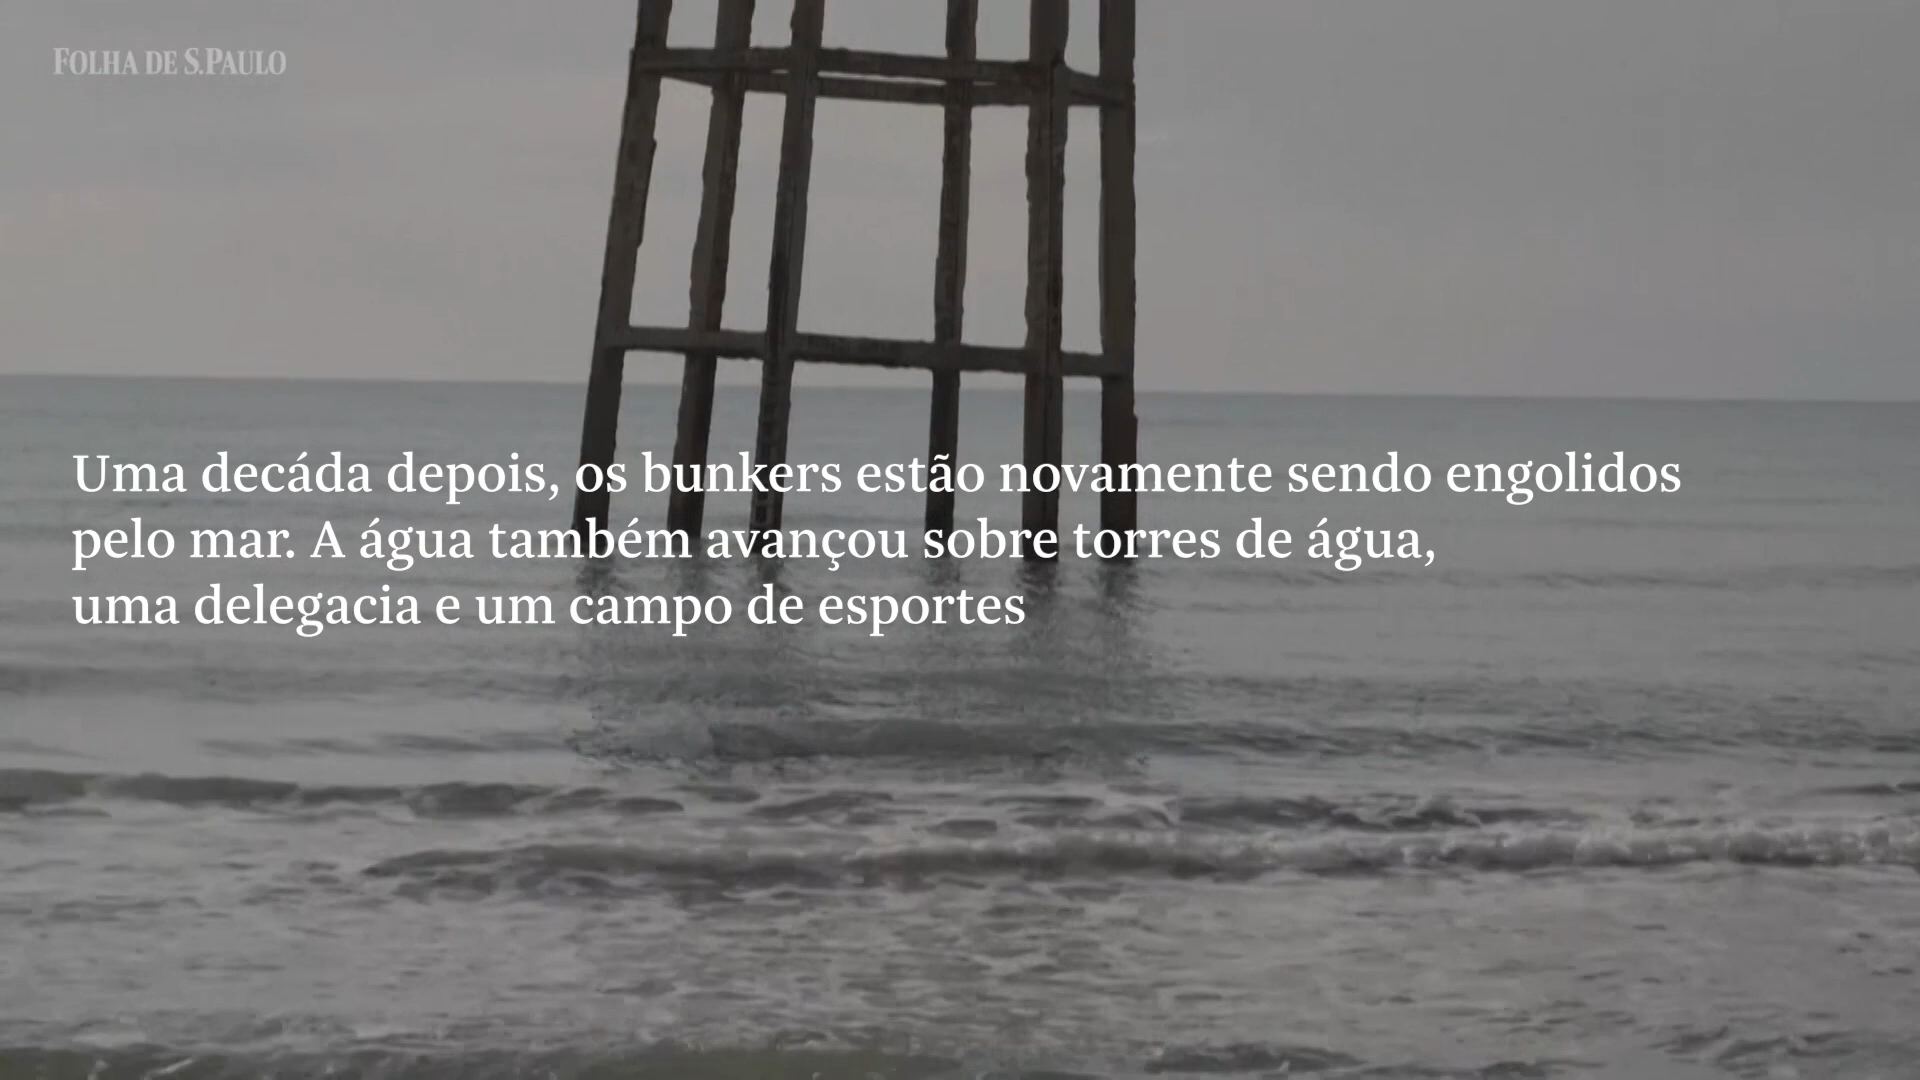 FOLHA DE S.PAULO
Uma decáda depois, os bunkers estão novamente sendo engolidos
pelo mar. A água também avançou sobre torres de água,
uma delegacia e um campo de esportes